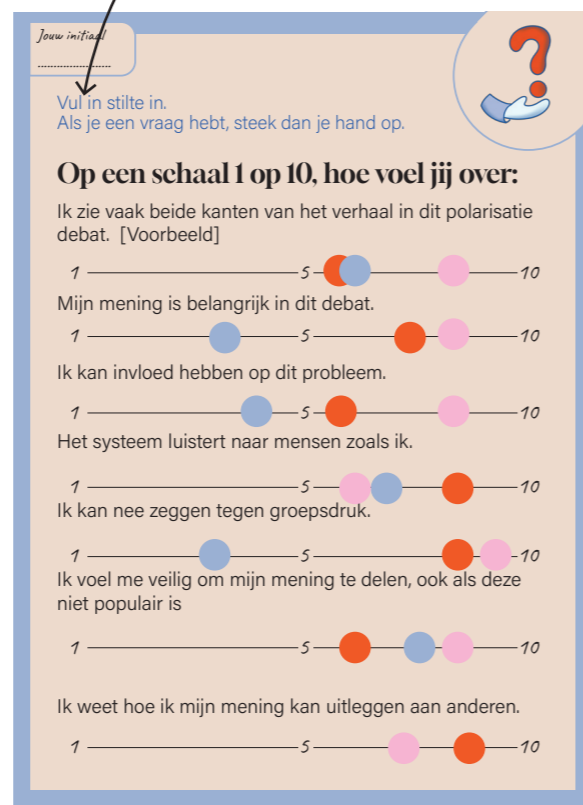 Jouw initiaal
Vul in stilte in.
Als je een vraag hebt, steek dan je hand op.
Op een schaal 1 op 10, hoe voel jij over:
Ik zie vaak beide kanten van het verhaal in dit polarisatie
debat. [Voorbeeld]
1 5 10
Mijn mening is belangrijk in dit debat.
1 5 10
Ik kan invloed hebben op dit probleem.
1 5 10
Het systeem luistert naar mensen zoals ik.
1 5 10
Ik kan nee zeggen tegen groepsdruk.
1 5 10
Ik voel me veilig om mijn mening te delen, ook als deze
niet populair is
1 5 10
Ik weet hoe ik mijn mening kan uitleggen aan anderen.
1 5 10